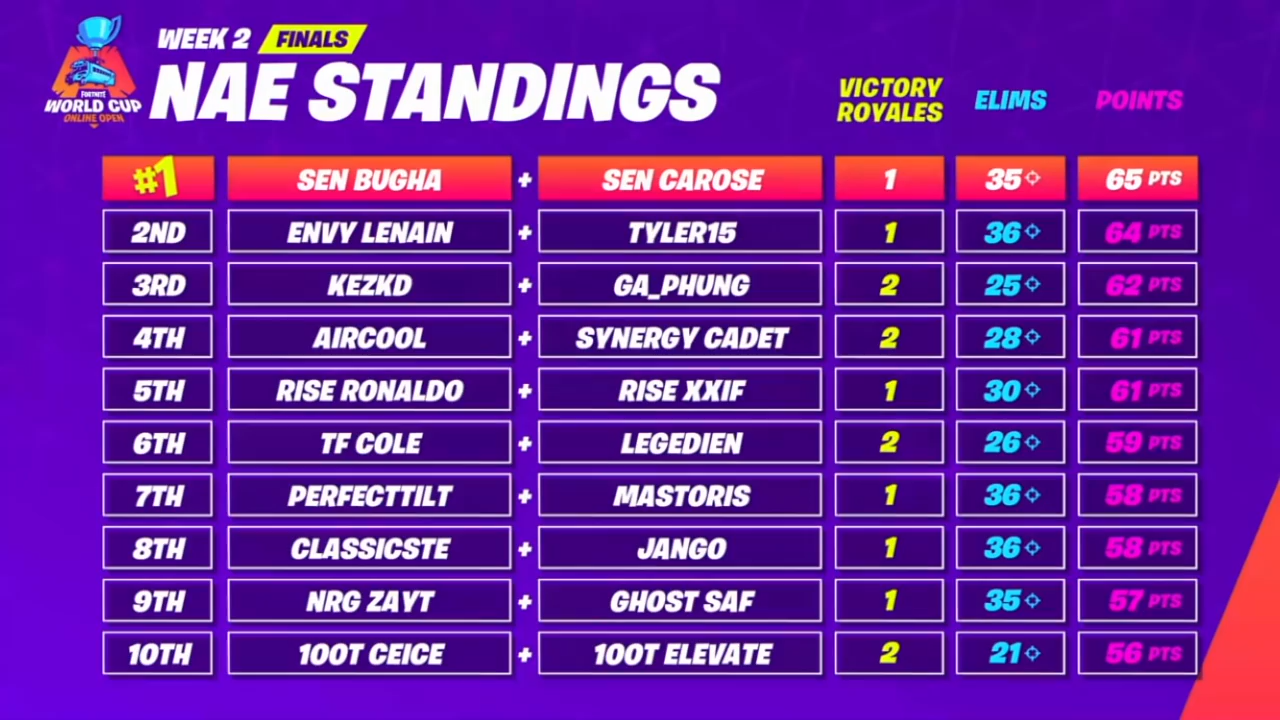 WEEK 2 FINALS
NAE STANDINGS
FORTNITE
WORLD CUP
ONLINE OPEN
VICTORY
ROYALES
ELIMS
POINTS
#1 SEN BUGHA + SEN CAROSE 1 35 65 PTS
2ND ENVY LENAIN + TYLER15 1 36 64 PTS
3RD KEZKD + GA_PHUNG 2 25 62 PTS
4TH AIRCOOL + SYNERGY CADET 2 28 61 PTS
5TH RISE RONALDO + RISE XXIF 1 30 61 PTS
6TH TF COLE + LEGEDIEN 2 26 59 PTS
7TH PERFECTTILT + MASTORIS 1 36 58 PTS
8TH CLASSICSTE + JANGO 1 36 58 PTS
9TH NRG ZAYT + GHOST SAF 1 35 57 PTS
10TH 100T CEICE + 100T ELEVATE 2 21 56 PTS